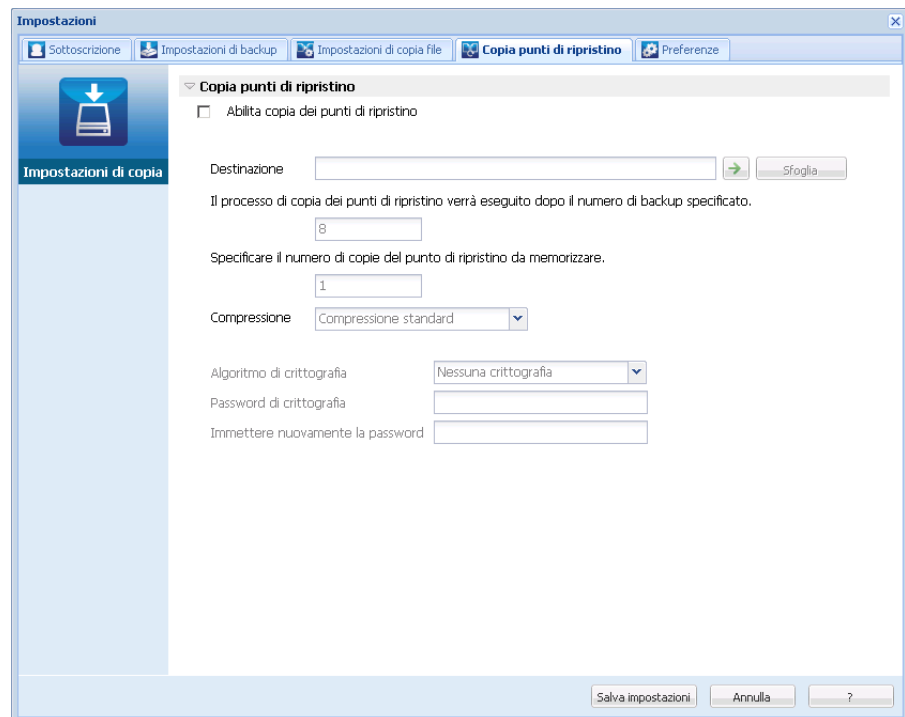 Impostazioni
Sottoscrizione Impostazioni di backup Impostazioni di copia file Copia punti di ripristino Preferenze
Impostazioni di copia
Copia punti di ripristino
Abilita copia dei punti di ripristino
Destinazione Sfoglia
Il processo di copia dei punti di ripristino verrà eseguito dopo il numero di backup specificato.
8
Specificare il numero di copie del punto di ripristino da memorizzare.
1
Compressione Compressione standard
Algoritmo di crittografia Nessuna crittografia
Password di crittografia
Immettere nuovamente la password
Salva impostazioni Annulla ?